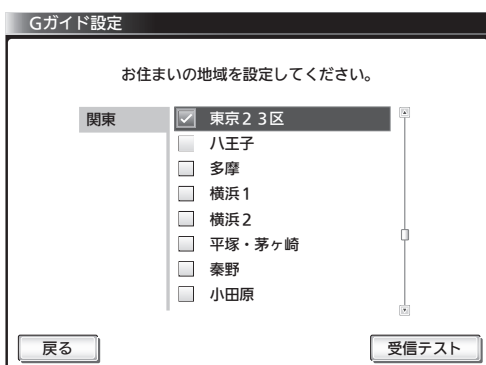 Gガイド設定
お住まいの地域を設定してください。
関東
東京23区
八王子
多摩
横浜1
横浜2
平塚・茅ヶ崎
秦野
小田原
戻る
受信テスト